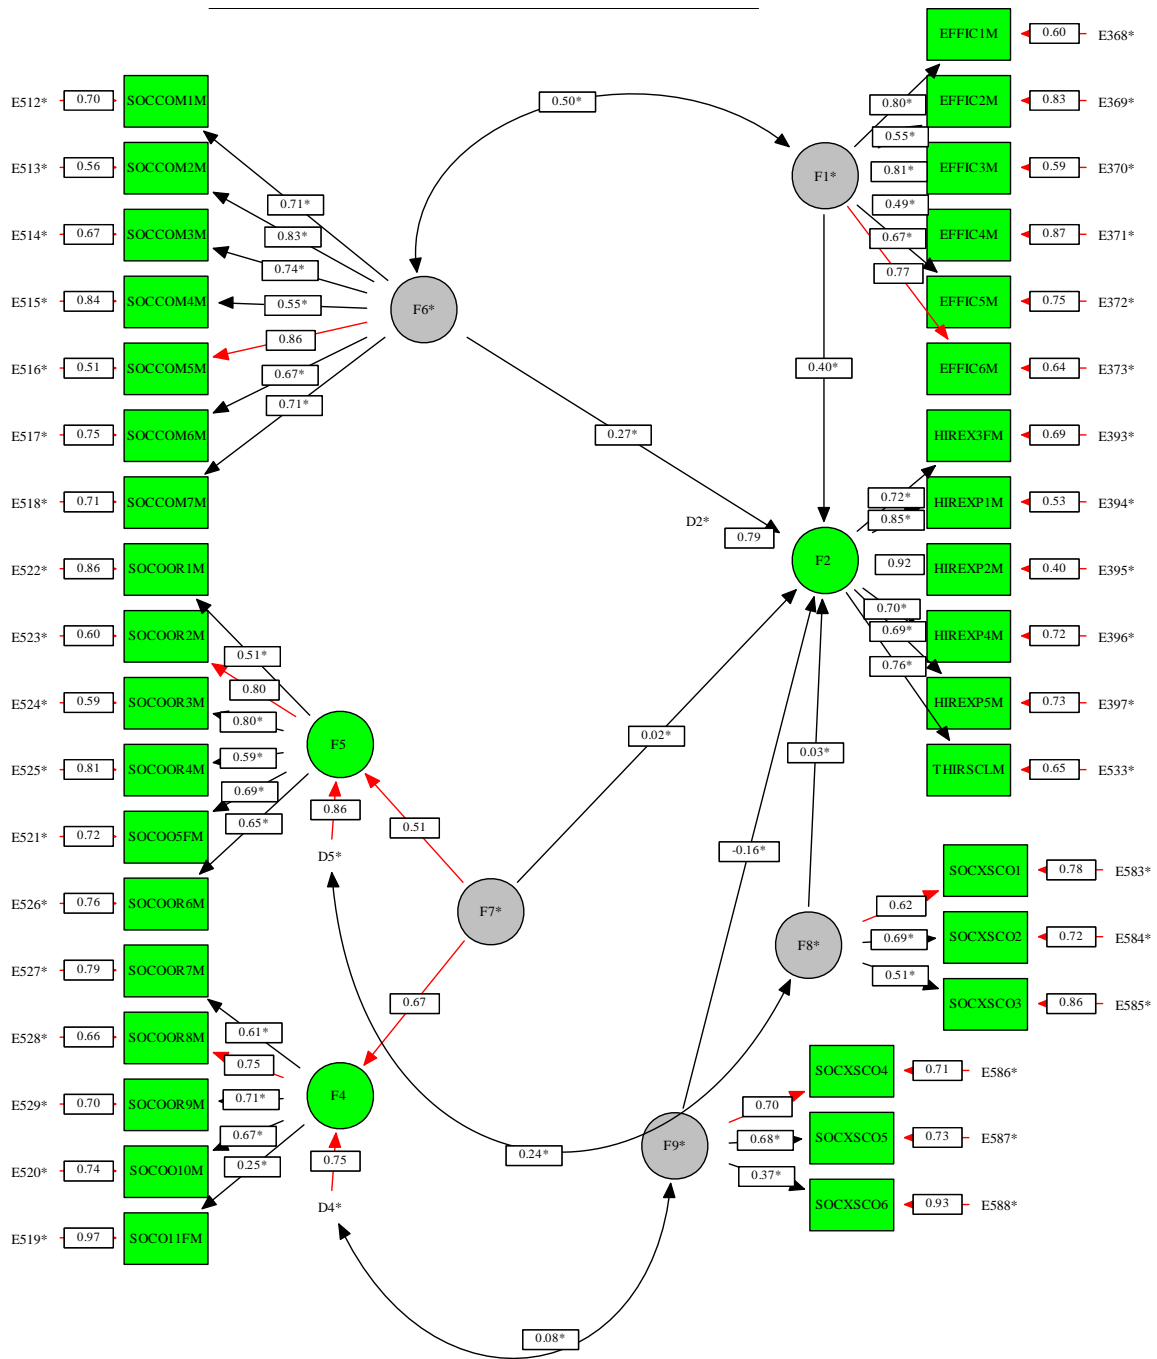 E512* 0.70 SOCCOM1M
E513* 0.56 SOCCOM2M
E514* 0.67 SOCCOM3M
E515* 0.84 SOCCOM4M
E516* 0.51 SOCCOM5M
E517* 0.75 SOCCOM6M
E518* 0.71 SOCCOM7M
E522* 0.86 SOCOOR1M
E523* 0.60 SOCOOR2M
E524* 0.59 SOCOOR3M
E525* 0.81 SOCOOR4M
E521* 0.72 SOCOO5FM
E526* 0.76 SOCOOR6M
E527* 0.79 SOCOOR7M
E528* 0.66 SOCOOR8M
E529* 0.70 SOCOOR9M
E520* 0.74 SOCOO10M
E519* 0.97 SOCO11FM
0.71*
0.83*
0.74*
0.55*
0.86
0.67*
0.71*
F6*
0.50*
0.27*
0.51*
0.80
0.80*
0.59*
0.69*
0.65*
F5
0.86
D5*
0.51
F7*
0.67
0.61*
0.75
0.71*
0.67*
0.25*
F4
0.75
D4*
0.02*
-0.16*
0.03*
0.24*
0.08*
F1*
0.40*
D2*
0.79
F2
F8*
F9*
0.80*
0.55*
0.81*
0.49*
0.67*
0.77
0.72*
0.85*
0.92
0.70*
0.69*
0.76*
0.62
0.69*
0.51*
0.70
0.68*
0.37*
EFFIC1M 0.60 E368*
EFFIC2M 0.83 E369*
EFFIC3M 0.59 E370*
EFFIC4M 0.87 E371*
EFFIC5M 0.75 E372*
EFFIC6M 0.64 E373*
HIREX3FM 0.69 E393*
HIREXP1M 0.53 E394*
HIREXP2M 0.40 E395*
HIREXP4M 0.72 E396*
HIREXP5M 0.73 E397*
THIRSCLM 0.65 E533*
SOCXSCO1 0.78 E583*
SOCXSCO2 0.72 E584*
SOCXSCO3 0.86 E585*
SOCXSCO4 0.71 E586*
SOCXSCO5 0.73 E587*
SOCXSCO6 0.93 E588*